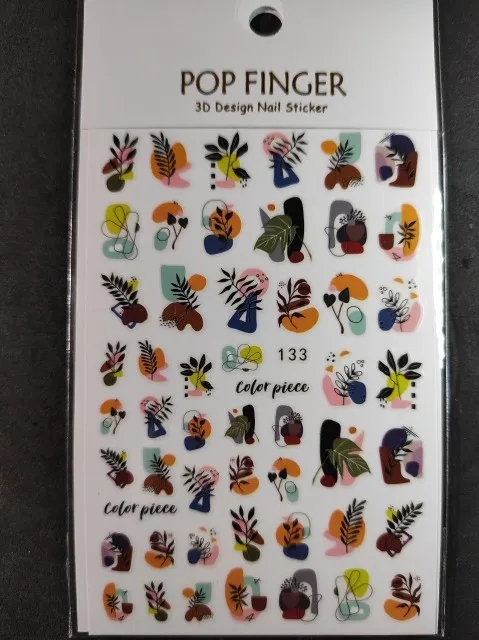 POP FINGER
3D Design Nail Sticker
133
Color piece
Color piece